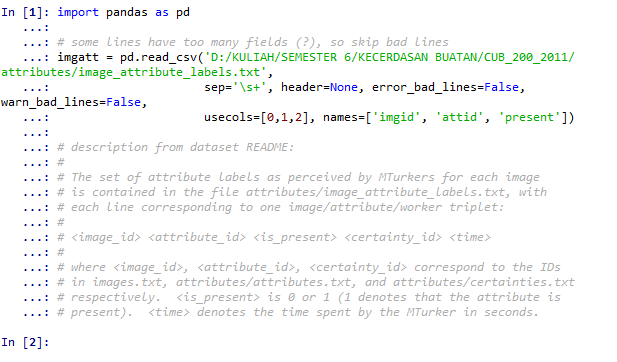 In [1]: import pandas as pd
   ...:
   ...: # some lines have too many fields (?), so skip bad lines
   ...: imgatt = pd.read_csv('D:/KULIAH/SEMESTER 6/KECERDASAN BUATAN/CUB_200_2011/
attributes/image_attribute_labels.txt',
   ...:                      sep='\s+', header=None, error_bad_lines=False,
warn_bad_lines=False,
   ...:                      usecols=[0,1,2], names=['imgid', 'attid', 'present'])
   ...:
   ...: # description from dataset README:
   ...: #
   ...: # The set of attribute labels as perceived by MTurkers for each image
   ...: # is contained in the file attributes/image_attribute_labels.txt, with
   ...: # each line corresponding to one image/attribute/worker triplet:
   ...: #
   ...: # <image_id> <attribute_id> <is_present> <certainty_id> <time>
   ...: #
   ...: # where <image_id>, <attribute_id>, <certainty_id> correspond to the IDs
   ...: # in images.txt, attributes/attributes.txt, and attributes/certainties.txt
   ...: # respectively.  <is_present> is 0 or 1 (1 denotes that the attribute is
   ...: # present).  <time> denotes the time spent by the MTurker in seconds.

In [2]: